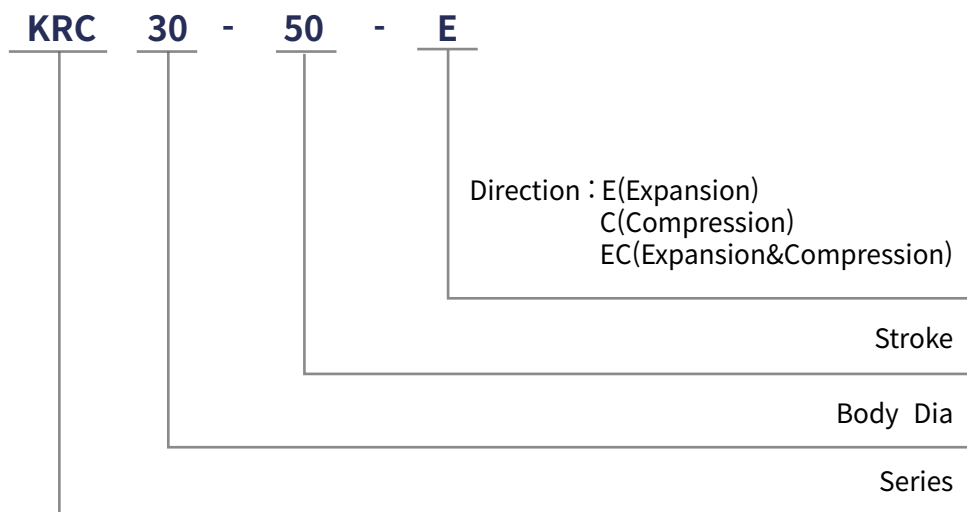 KRC 30 - 50 - E
Direction : E(Expansion)
C(Compression)
EC(Expansion&Compression)
Stroke
Body Dia
Series